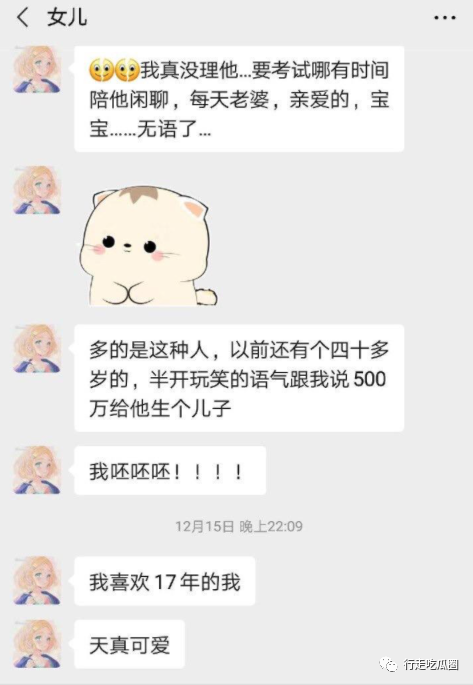 女儿
我真没理他...要考试哪有时间
陪他闲聊，每天老婆，亲爱的，宝
宝……无语了...
多的是这种人，以前还有个四十多
岁的，半开玩笑的语气跟我说 500
万给他生个儿子
我呸呸呸！！！！
12月15日 晚上22:09
我喜欢 17 年的我
天真可爱
行走吃瓜圈